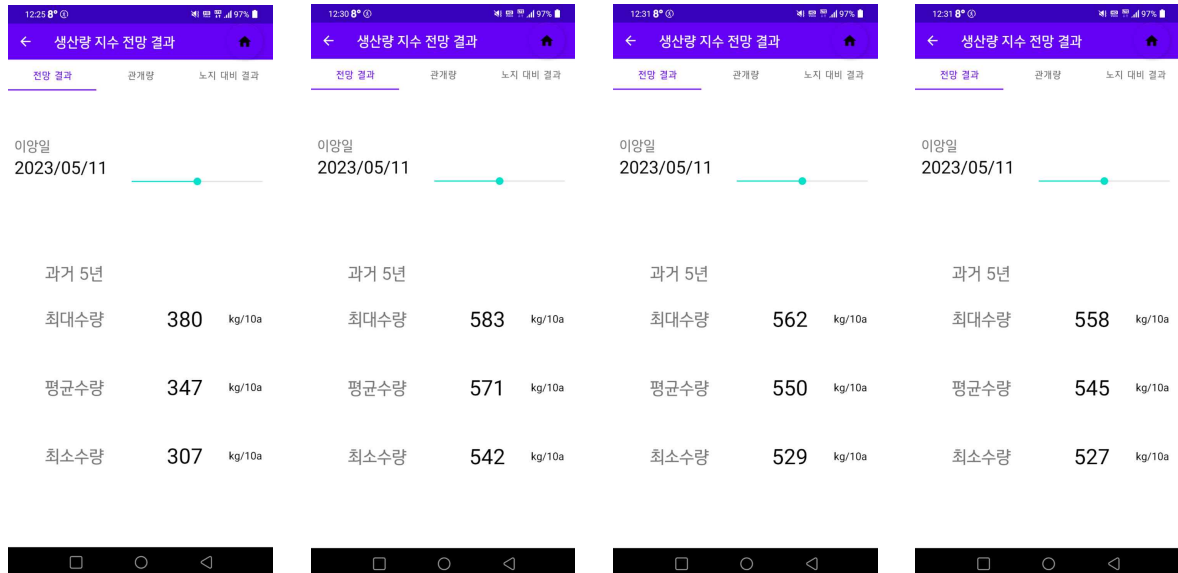 12:25 8°
97%
생산량 지수 전망 결과
전망 결과 관개량 노지 대비 결과
이앙일
2023/05/11
과거 5년
최대수량 380 kg/10a
평균수량 347 kg/10a
최소수량 307 kg/10a
12:30 8°
97%
생산량 지수 전망 결과
전망 결과 관개량 노지 대비 결과
이앙일
2023/05/11
과거 5년
최대수량 583 kg/10a
평균수량 571 kg/10a
최소수량 542 kg/10a
12:31 8°
97%
생산량 지수 전망 결과
전망 결과 관개량 노지 대비 결과
이앙일
2023/05/11
과거 5년
최대수량 562 kg/10a
평균수량 550 kg/10a
최소수량 529 kg/10a
12:31 8°
97%
생산량 지수 전망 결과
전망 결과 관개량 노지 대비 결과
이앙일
2023/05/11
과거 5년
최대수량 558 kg/10a
평균수량 545 kg/10a
최소수량 527 kg/10a